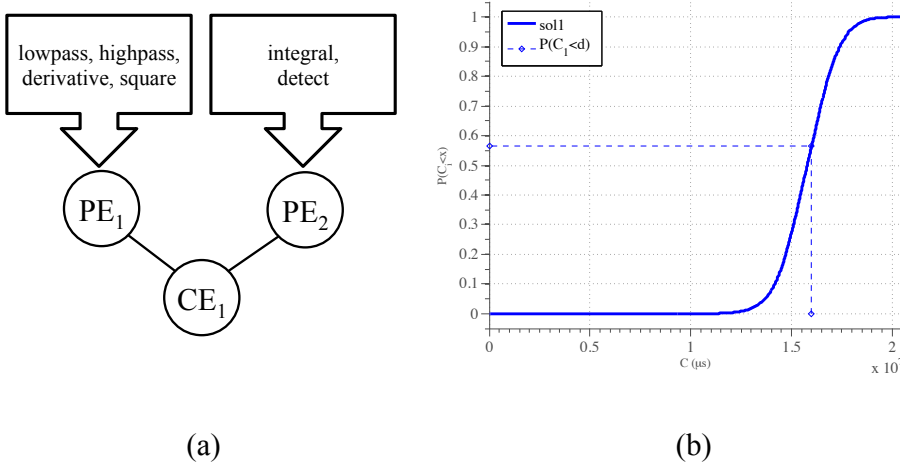 lowpass, highpass,
derivative, square
integral,
detect
PE1
PE2
CE1
(a)
sol1
P(C_1<d)
1
0.9
0.8
0.7
0.6
0.5
0.4
0.3
0.2
0.1
0
P(C_i<x)
0
0.5
1
1.5
2
C (μs)
x 10
(b)